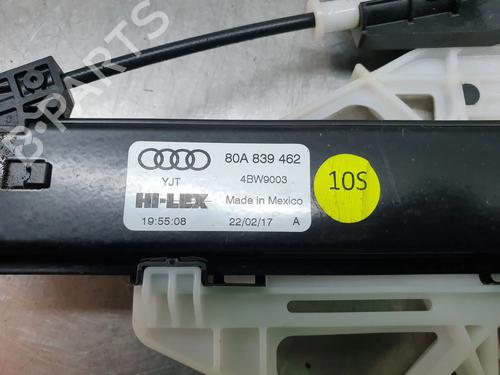 80A 839 462
YJT
4BW9003
HI-LEX
Made in Mexico
19:55:08
22/02/17
A
10S
B-PARTS